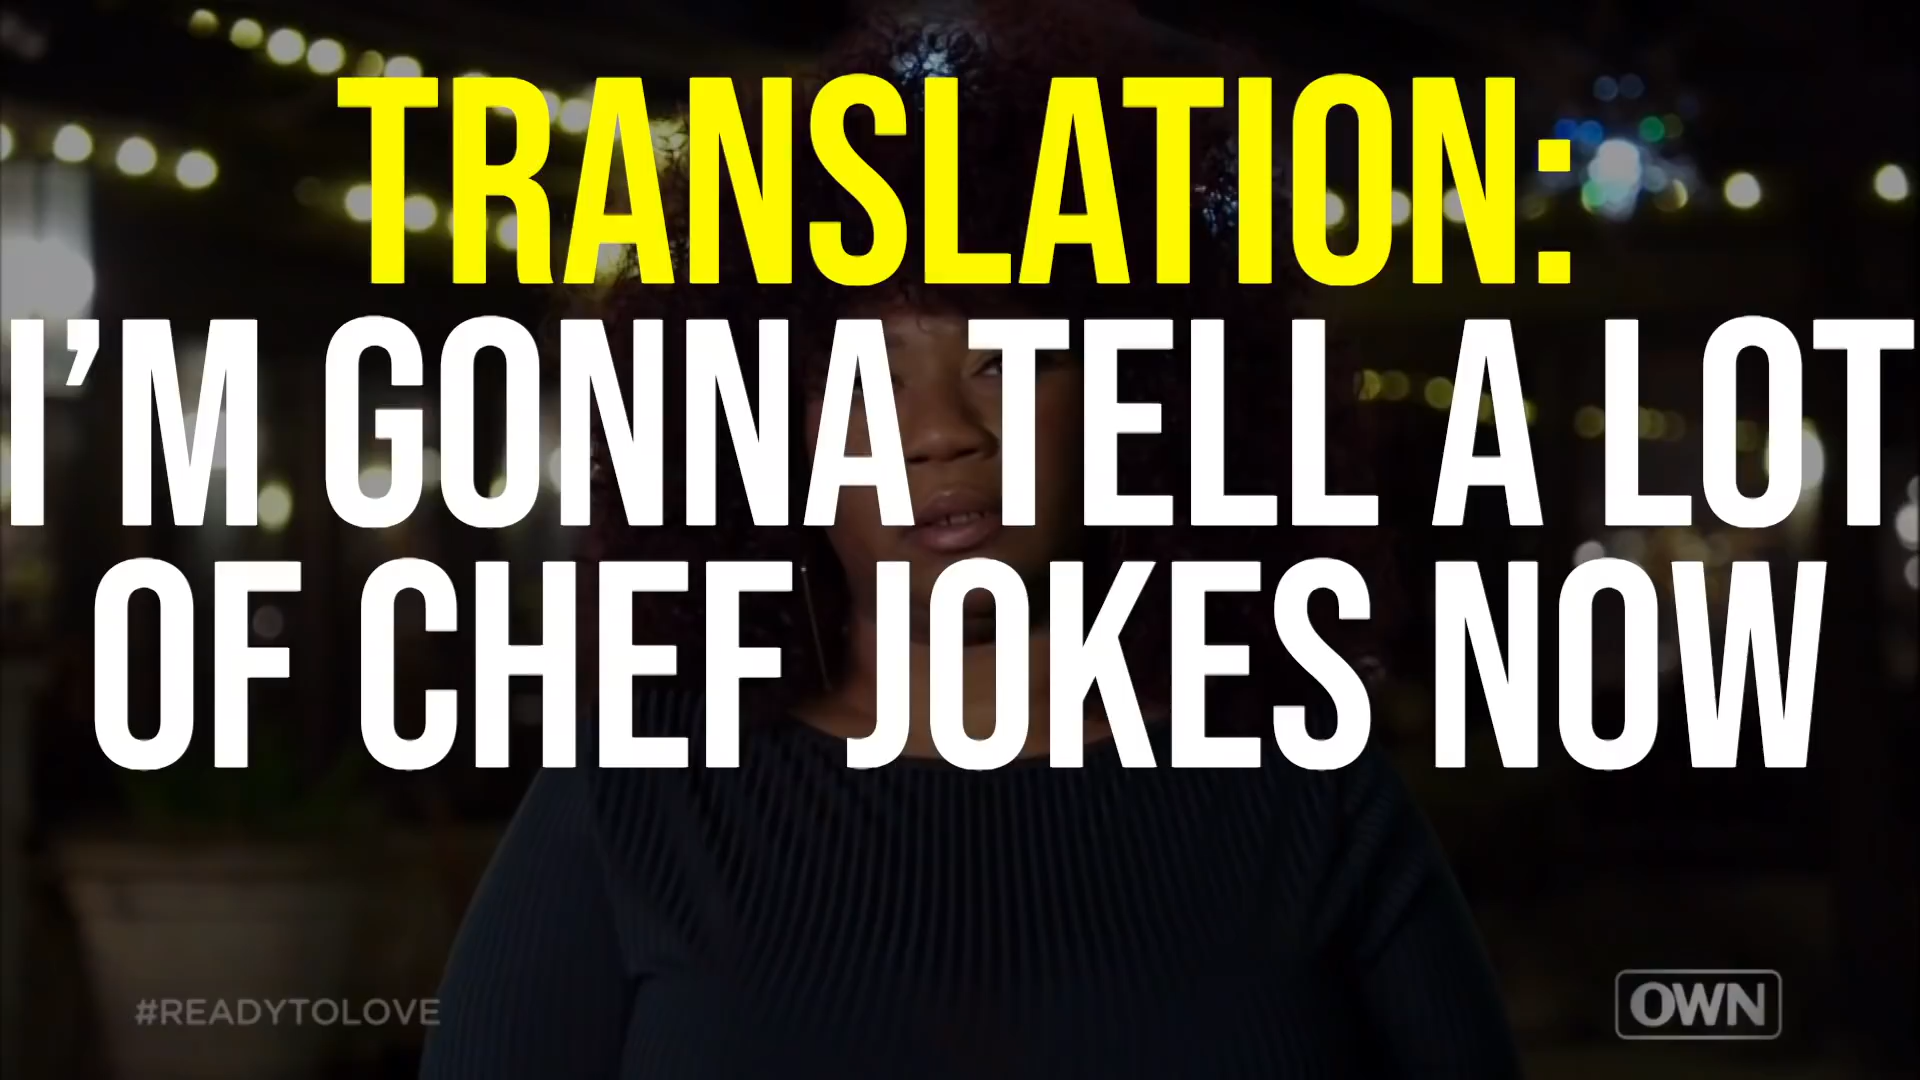 TRANSLATION:
I'M GONNA TELL A LOT
OF CHEF JOKES NOW
#READYTOLOVE
OWN